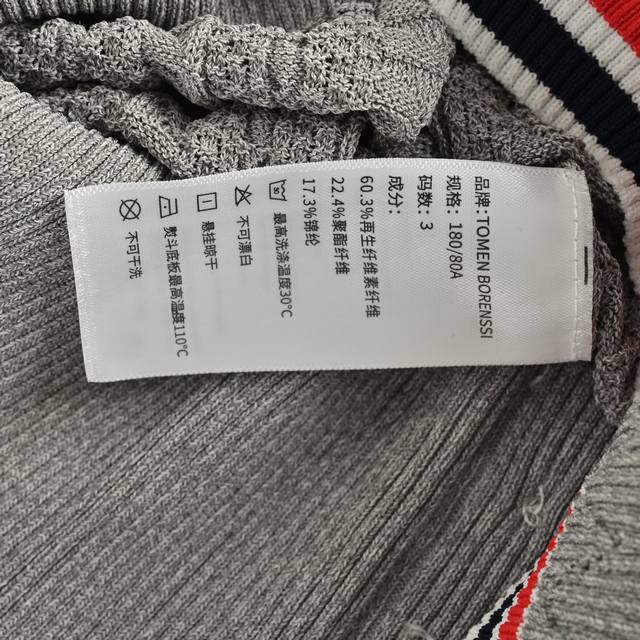 品牌：TOMEN BORENSSI
规格：180/80A
码数：3
成分：
60.3%再生纤维素纤维
22.4%聚酯纤维
17.3%锦纶
最高洗涤温度30℃
不可漂白
悬挂晾干
熨斗底板最高温度110℃
不可干洗